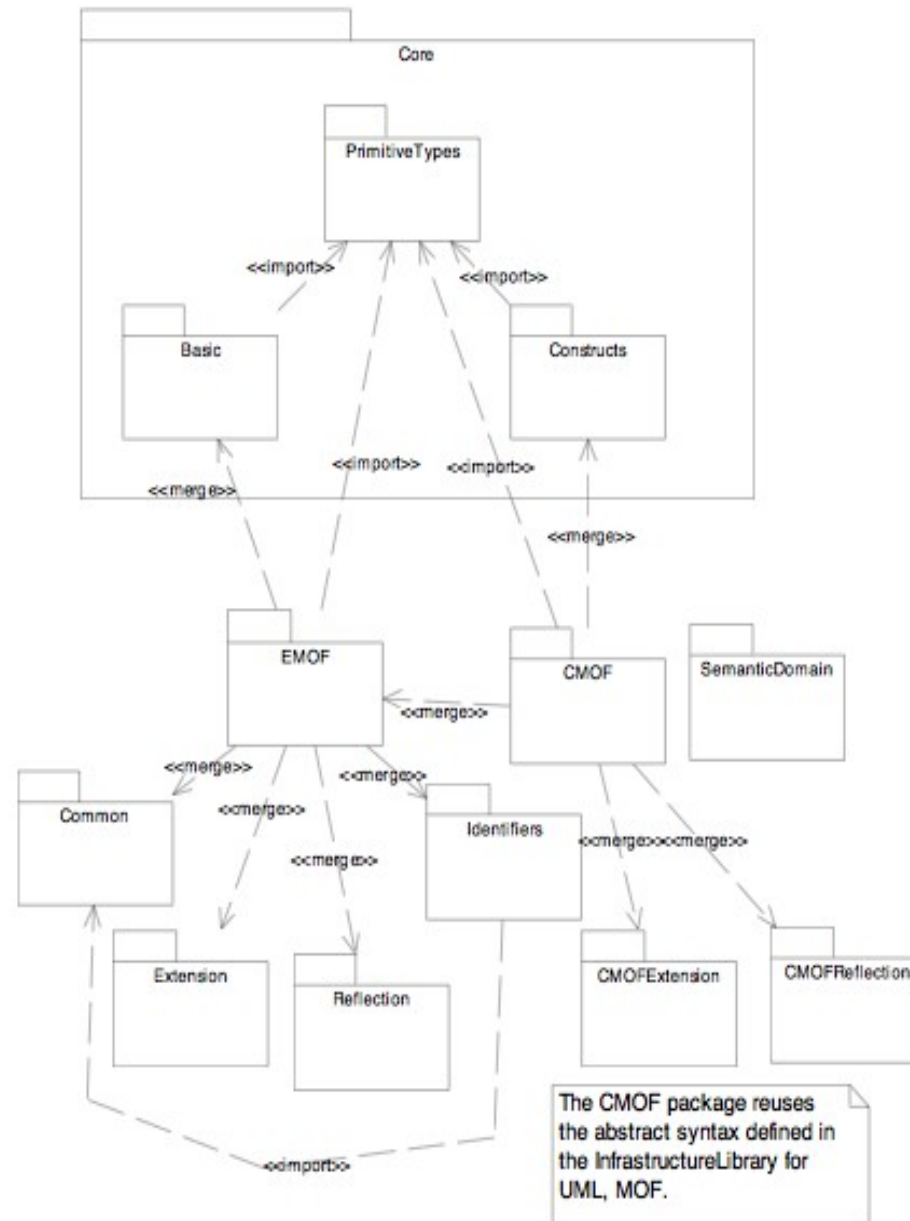 Core
PrimitiveTypes
<<import>>
<<import>>
Basic
Constructs
<<import>>
<<import>>
<<merge>>
<<merge>>
EMOF
CMOF
SemanticDomain
<<merge>>
<<merge>>
<<merge>>
Common
<<merge>>
Identifiers
<<merge>>
<<merge>>
<<merge>>
Extension
Reflection
CMOFExtension
CMOFReflection
<<import>>
The CMOF package reuses
the abstract syntax defined in
the InfrastructureLibrary for
UML, MOF.